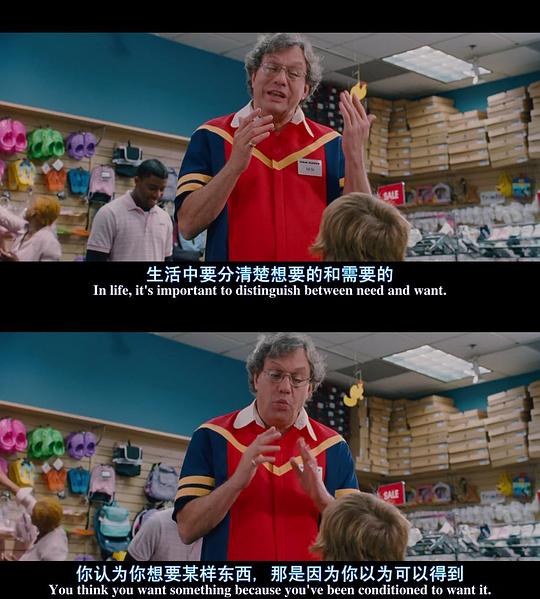 SALE
生活中要分清楚想要的和需要的
In life, it's important to distinguish between need and want.
SALE
你认为你想要某样东西，那是因为你以为可以得到
You think you want something because you've been conditioned to want it.